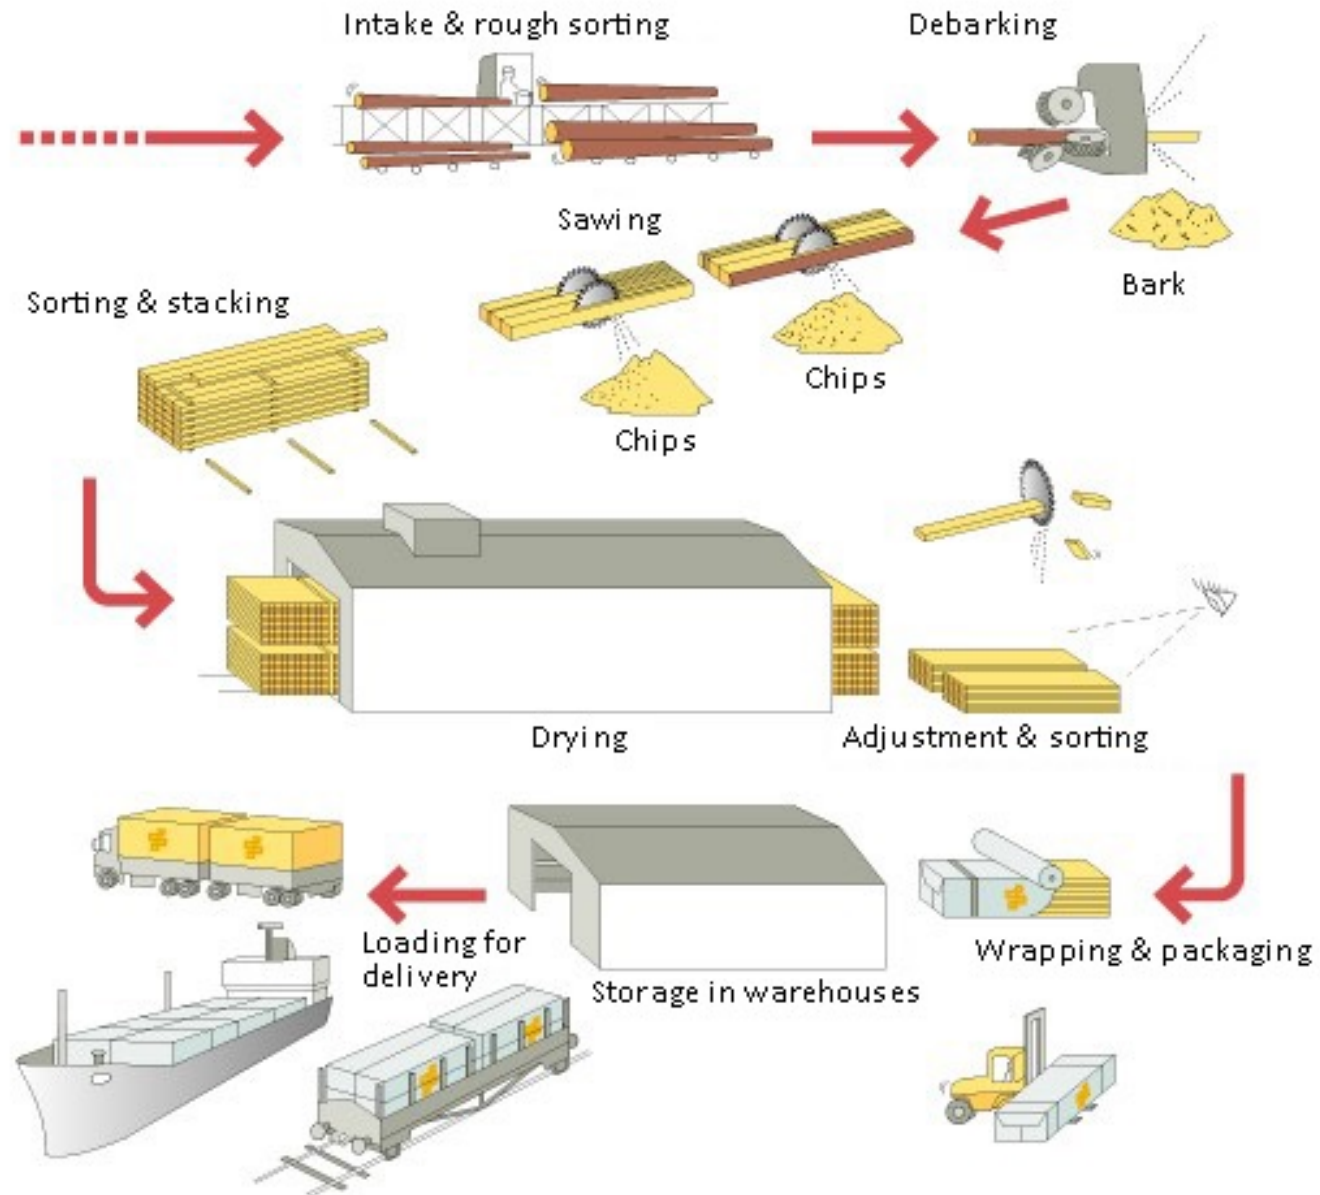 Intake & rough sorting
Debarking
Sawing
Bark
Sorting & stacking
Chips
Chips
Drying
Adjustment & sorting
Loading for
delivery
Wrapping & packaging
Storage in warehouses